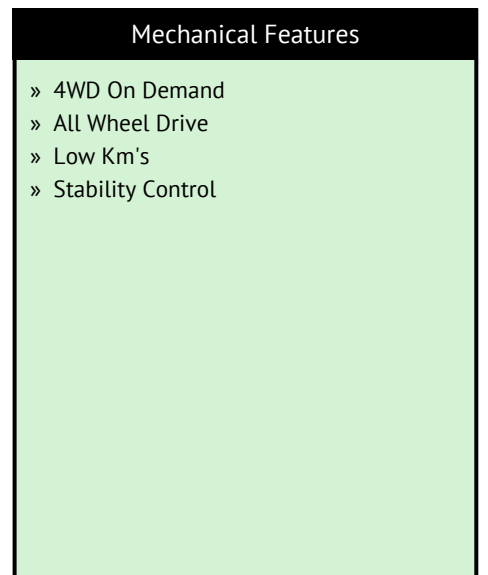 Mechanical Features
» 4WD On Demand
» All Wheel Drive
» Low Km's
» Stability Control